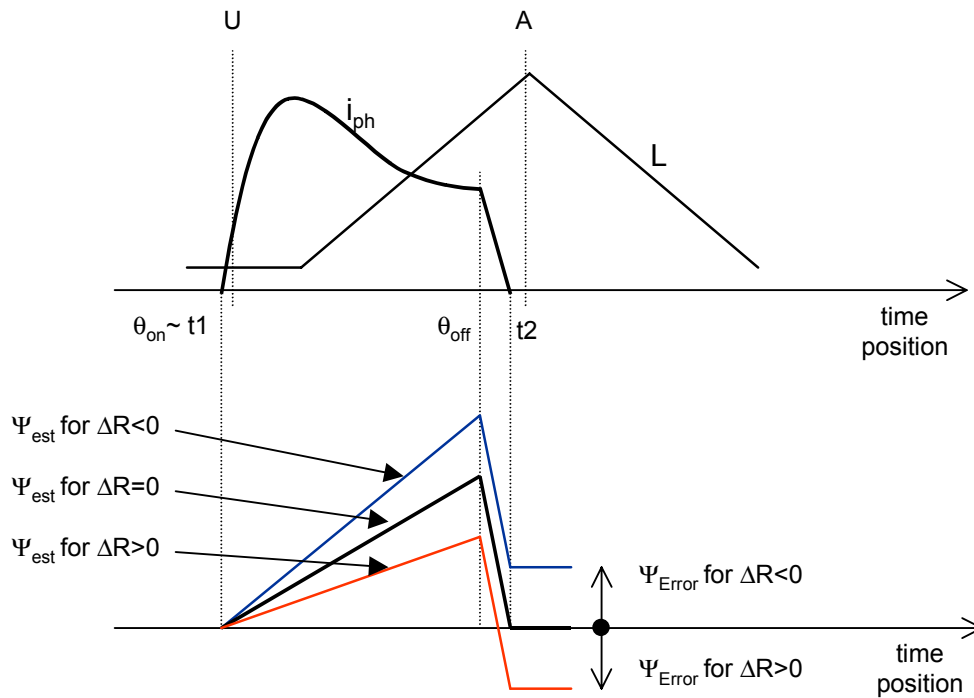 U
A
i_ph
L
θ_on~ t1
θ_off
t2
time
position
Ψ_est for ΔR<0
Ψ_est for ΔR=0
Ψ_est for ΔR>0
Ψ_Error for ΔR<0
Ψ_Error for ΔR>0
time
position